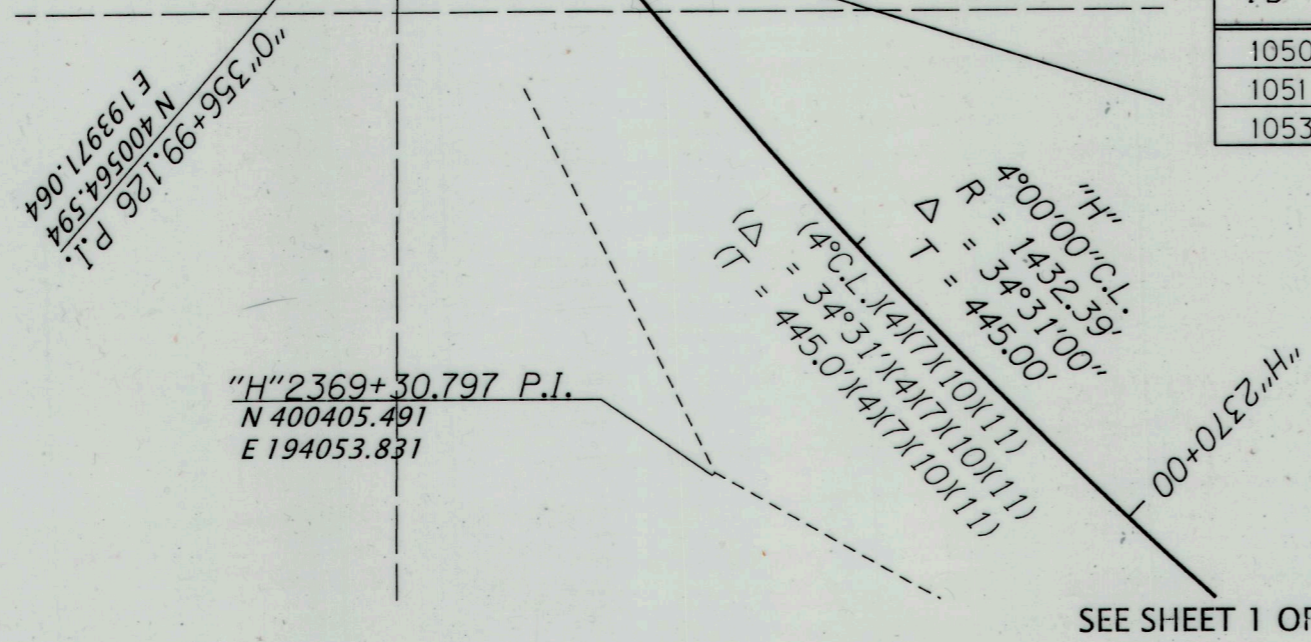 "O"356+99.126 P.I.
N 400564.594
E 193971.064
1050
1051
1053
"H"
4°00'00"C.L.
R = 1432.39'
Δ = 34°31'00"
T = 445.00'
(4°C.L.)(4)(7)(10)(11)
(Δ = 34°31')(4)(7)(10)(11)
(T = 445.0')(4)(7)(10)(11)
"H"2369+30.797 P.I.
N 400405.491
E 194053.831
"H"2370+00
SEE SHEET 1 OF